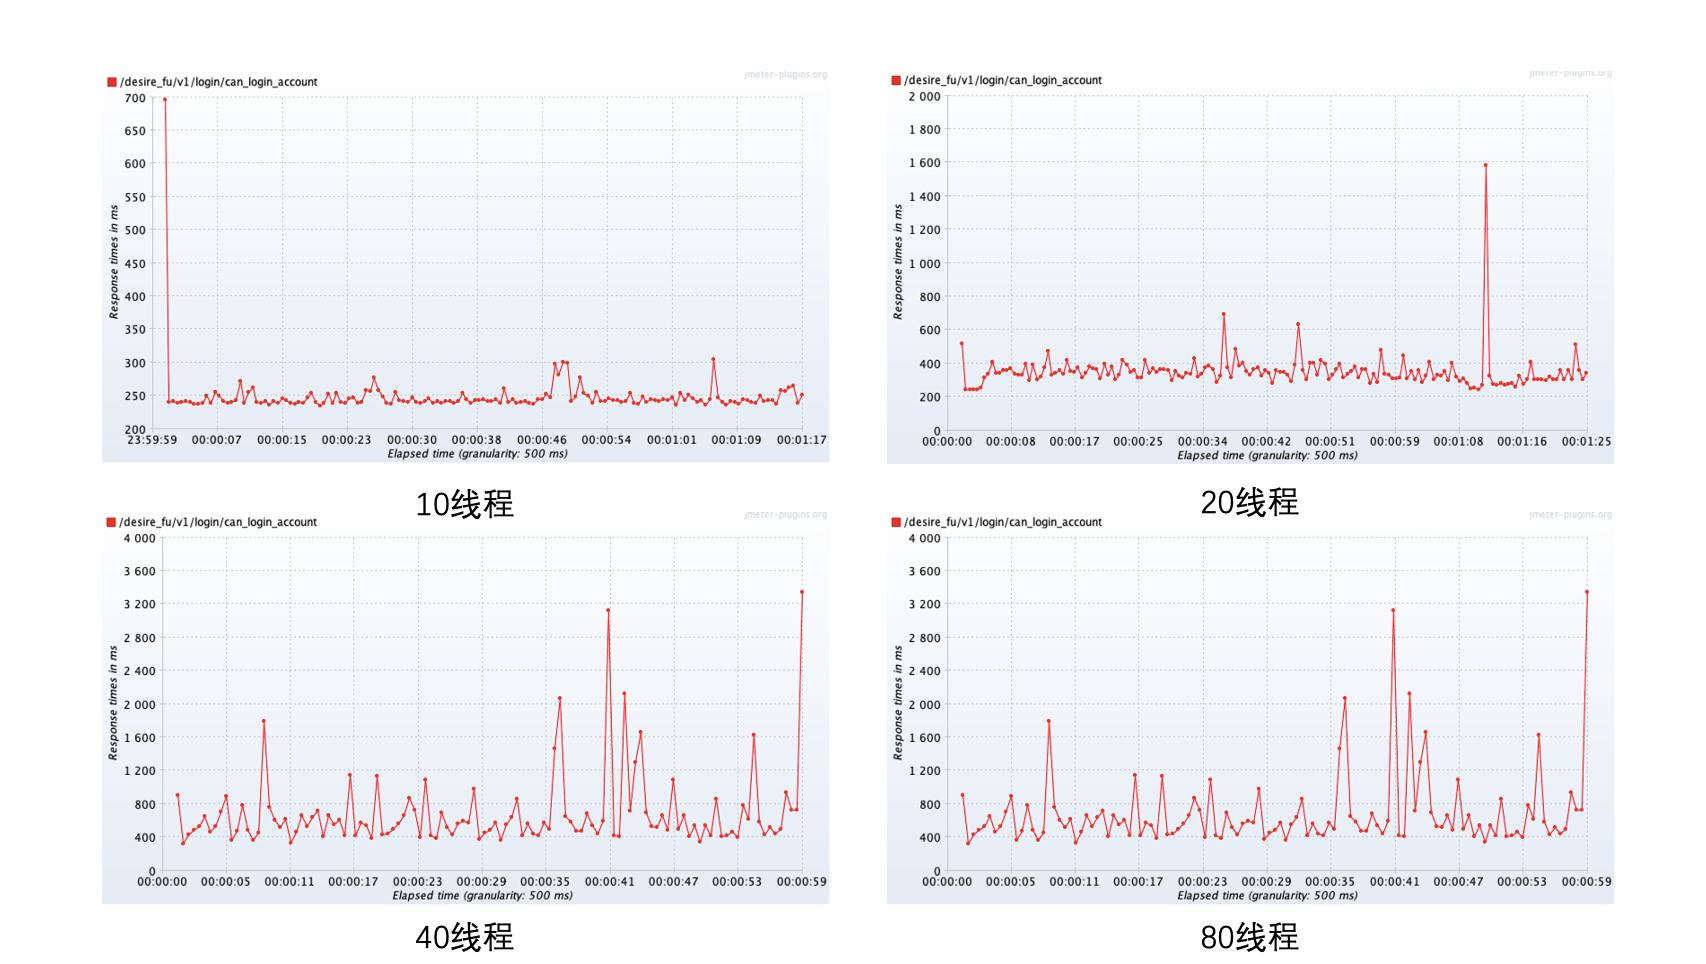 jmeter-plugins.org
/desire_fu/v1/login/can_login_account
700
650
600
550
500
450
400
350
300
250
200
Response times in ms
23:59:59 00:00:07 00:00:15 00:00:23 00:00:30 00:00:38 00:00:46 00:00:54 00:01:01 00:01:09 00:01:17
Elapsed time (granularity: 500 ms)
10线程
jmeter-plugins.org
/desire_fu/v1/login/can_login_account
2 000
1 800
1 600
1 400
1 200
1 000
800
600
400
200
0
Response times in ms
00:00:00 00:00:08 00:00:17 00:00:25 00:00:34 00:00:42 00:00:51 00:00:59 00:01:08 00:01:16 00:01:25
Elapsed time (granularity: 500 ms)
20线程
jmeter-plugins.org
/desire_fu/v1/login/can_login_account
4 000
3 600
3 200
2 800
2 400
2 000
1 600
1 200
800
400
0
Response times in ms
00:00:00 00:00:05 00:00:11 00:00:17 00:00:23 00:00:29 00:00:35 00:00:41 00:00:47 00:00:53 00:00:59
Elapsed time (granularity: 500 ms)
40线程
jmeter-plugins.org
/desire_fu/v1/login/can_login_account
4 000
3 600
3 200
2 800
2 400
2 000
1 600
1 200
800
400
0
Response times in ms
00:00:00 00:00:05 00:00:11 00:00:17 00:00:23 00:00:29 00:00:35 00:00:41 00:00:47 00:00:53 00:00:59
Elapsed time (granularity: 500 ms)
80线程